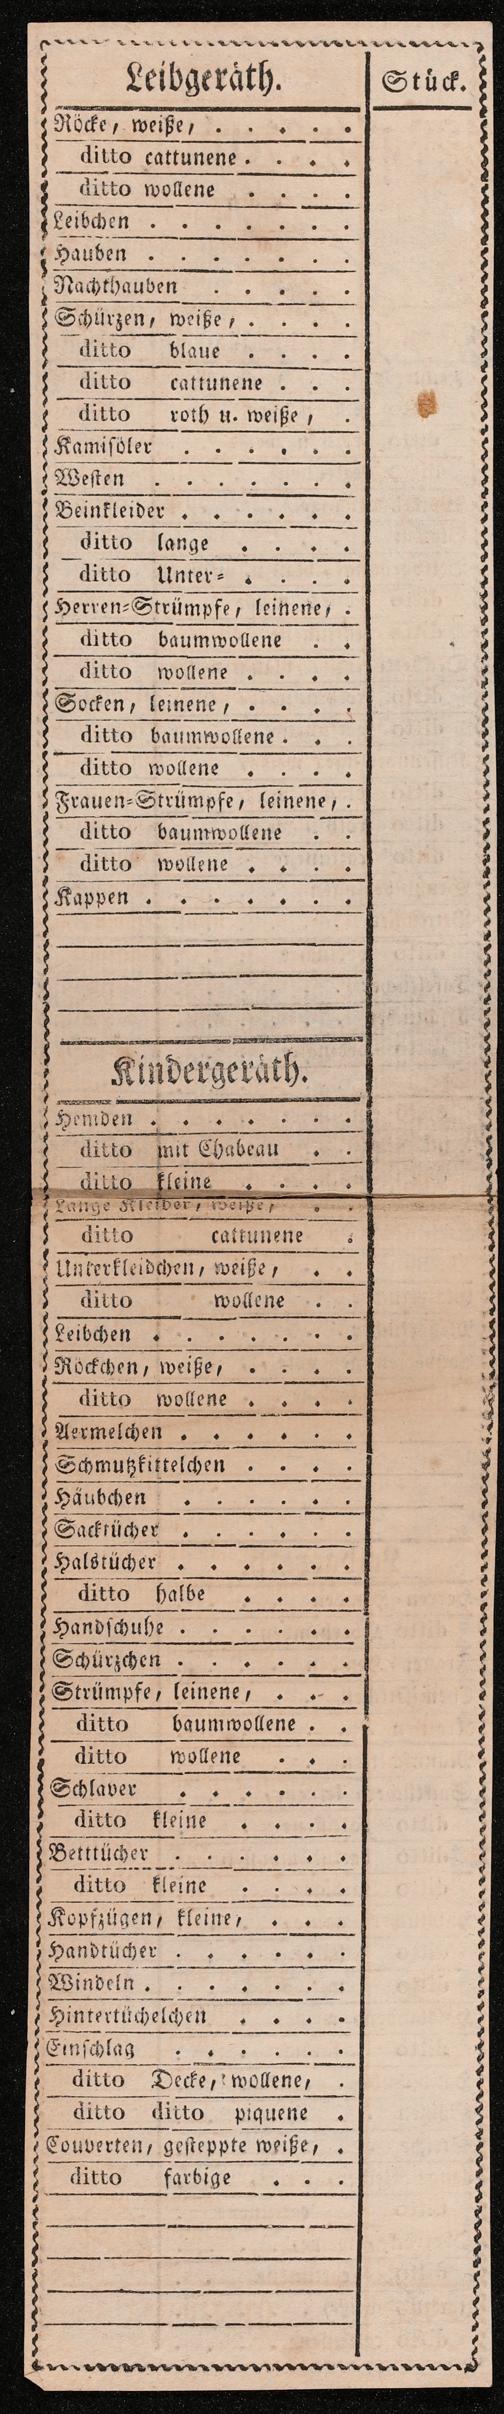 Leibgeräth. Stück.
Röcke, weiße, . . . . .
ditto cattunene . . . .
ditto wollene . . . .
Leibchen . . . . . . .
Hauben . . . . . . .
Nachthauben . . . . .
Schürzen, weiße, . . . .
ditto blaue . . . .
ditto cattunene . . .
ditto roth u. weiße, .
Kamisöler . . . . . .
Westen . . . . . . .
Beinkleider . . . . . .
ditto lange . . . .
ditto Unter- . . . .
Herren-Strümpfe, leinene, .
ditto baumwollene . .
ditto wollene . . . .
Socken, leinene, . . . .
ditto baumwollene . . .
ditto wollene . . . .
Frauen-Strümpfe, leinene, .
ditto baumwollene . .
ditto wollene . . . .
Kappen . . . . . . .
Kindergeräth.
Hemden . . . . . . .
ditto mit Chabeau . .
ditto kleine . . . .
Lange Kleider, weiße, . .
ditto cattunene .
Unterkleidchen, weiße, . .
ditto wollene . .
Leibchen . . . . . . .
Röckchen, weiße, . . . .
ditto wollene . . . .
Aermelchen . . . . . .
Schmutzkittelchen . . . .
Häubchen . . . . . .
Sacktücher . . . . . .
Halstücher . . . . . .
ditto halbe . . . .
Handschuhe . . . . . .
Schürzchen . . . . . .
Strümpfe, leinene, . . .
ditto baumwollene . .
ditto wollene . . .
Schlaver . . . . . .
ditto kleine . . . .
Betttücher . . . . . .
ditto kleine . . . .
Kopfzügen, kleine, . . .
Handtücher . . . . . .
Windeln . . . . . . .
Hintertüchelchen . . . .
Einschlag . . . . . .
ditto Decke, wollene, .
ditto ditto piquene .
Couverten, gesteppte weiße, .
ditto farbige . . .